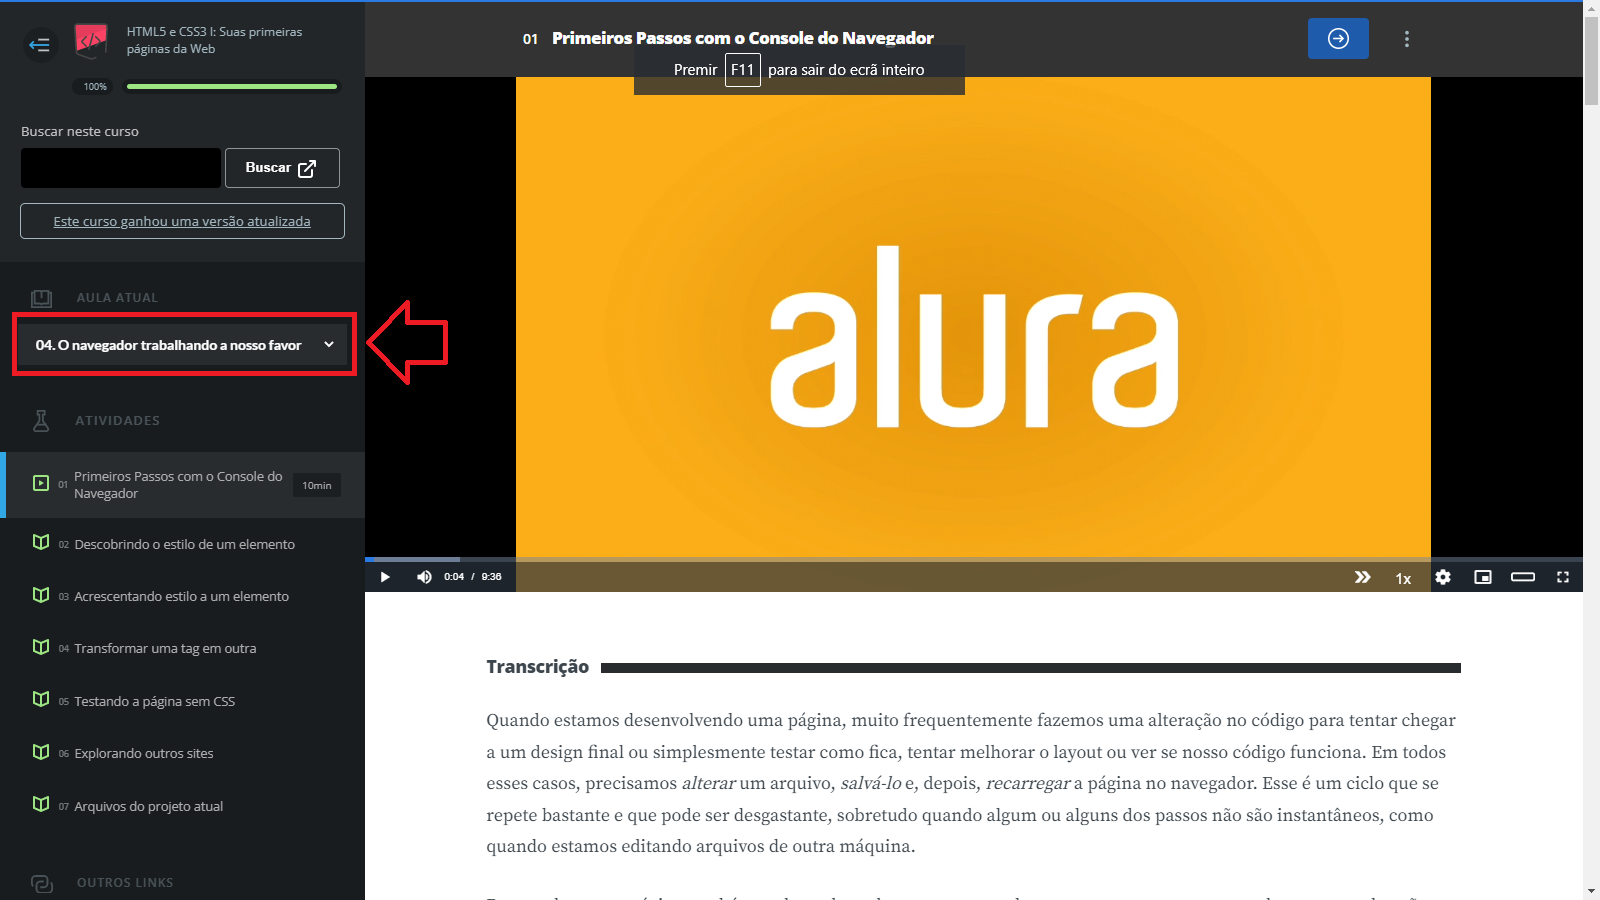 HTML5 e CSS3 I: Suas primeiras
páginas da Web
100%
Buscar neste curso
Buscar
Este curso ganhou uma versão atualizada
AULA ATUAL
04. O navegador trabalhando a nosso favor
ATIVIDADES
01 Primeiros Passos com o Console do
Navegador
10min
02 Descobrindo o estilo de um elemento
03 Acrescentando estilo a um elemento
04 Transformar uma tag em outra
05 Testando a página sem CSS
06 Explorando outros sites
07 Arquivos do projeto atual
OUTROS LINKS
01 Primeiros Passos com o Console do Navegador
Premir F11 para sair do ecrã inteiro
alura
0:04 / 9:36
1x
Transcrição
Quando estamos desenvolvendo uma página, muito frequentemente fazemos uma alteração no código para tentar chegar
a um design final ou simplesmente testar como fica, tentar melhorar o layout ou ver se nosso código funciona. Em todos
esses casos, precisamos alterar um arquivo, salvá-lo e, depois, recarregar a página no navegador. Esse é um ciclo que se
repete bastante e que pode ser desgastante, sobretudo quando algum ou alguns dos passos não são instantâneos, como
quando estamos editando arquivos de outra máquina.